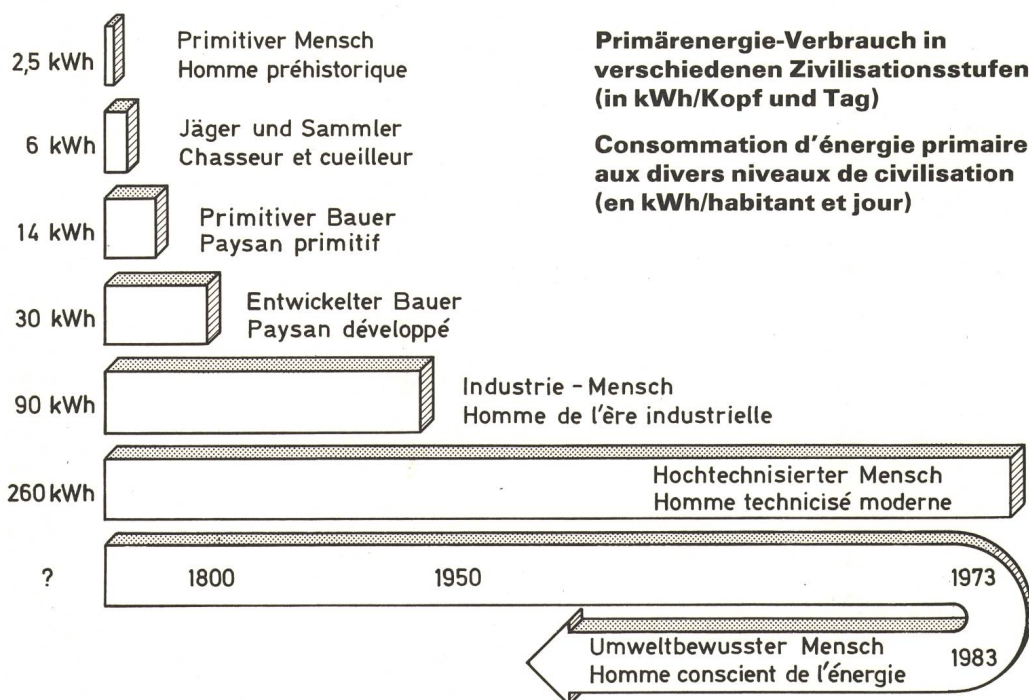 Primärenergie-Verbrauch in
verschiedenen Zivilisationsstufen
(in kWh/Kopf und Tag)
Consommation d'énergie primaire
aux divers niveaux de civilisation
(en kWh/habitant et jour)
2,5 kWh
Primitiver Mensch
Homme préhistorique
6 kWh
Jäger und Sammler
Chasseur et cueilleur
14 kWh
Primitiver Bauer
Paysan primitif
30 kWh
Entwickelter Bauer
Paysan développé
90 kWh
Industrie - Mensch
Homme de l'ère industrielle
260 kWh
Hochtechnisierter Mensch
Homme technicisé moderne
? 1800 1950 1973
1983
Umweltbewusster Mensch
Homme conscient de l'énergie